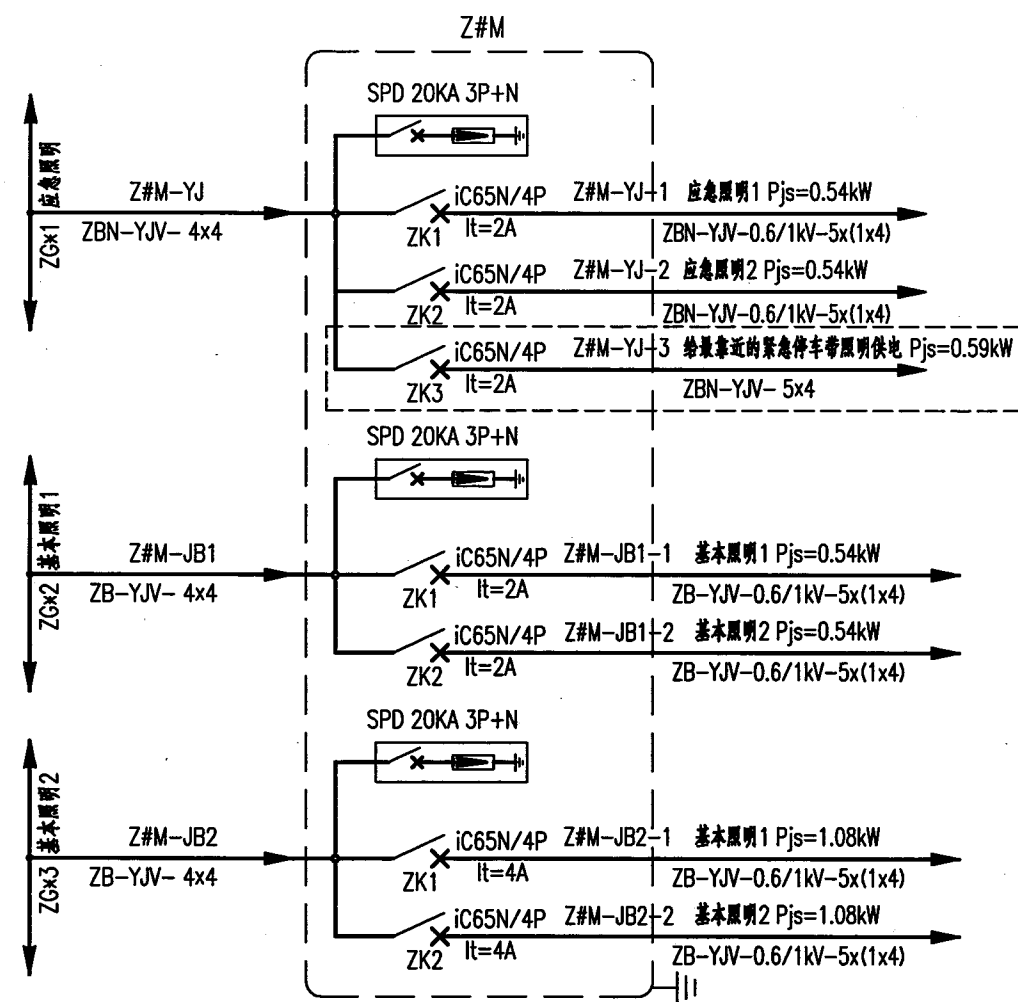 Z#M
SPD 20KA 3P+N
ZG*1 应急照明
Z#M-YJ
ZBN-YJV- 4x4
iC65N/4P
ZK1
It=2A
Z#M-YJ-1 应急照明1 Pjs=0.54kW
ZBN-YJV-0.6/1kV-5x(1x4)
iC65N/4P
ZK2
It=2A
Z#M-YJ-2 应急照明2 Pjs=0.54kW
ZBN-YJV-0.6/1kV-5x(1x4)
iC65N/4P
ZK3
It=2A
Z#M-YJ-3 给最靠近的紧急停车带照明供电 Pjs=0.59kW
ZBN-YJV- 5x4
SPD 20KA 3P+N
ZG*2 基本照明1
Z#M-JB1
ZB-YJV- 4x4
iC65N/4P
ZK1
It=2A
Z#M-JB1-1 基本照明1 Pjs=0.54kW
ZB-YJV-0.6/1kV-5x(1x4)
iC65N/4P
ZK2
It=2A
Z#M-JB1-2 基本照明2 Pjs=0.54kW
ZB-YJV-0.6/1kV-5x(1x4)
SPD 20KA 3P+N
ZG*3 基本照明2
Z#M-JB2
ZB-YJV- 4x4
iC65N/4P
ZK1
It=4A
Z#M-JB2-1 基本照明1 Pjs=1.08kW
ZB-YJV-0.6/1kV-5x(1x4)
iC65N/4P
ZK2
It=4A
Z#M-JB2-2 基本照明2 Pjs=1.08kW
ZB-YJV-0.6/1kV-5x(1x4)